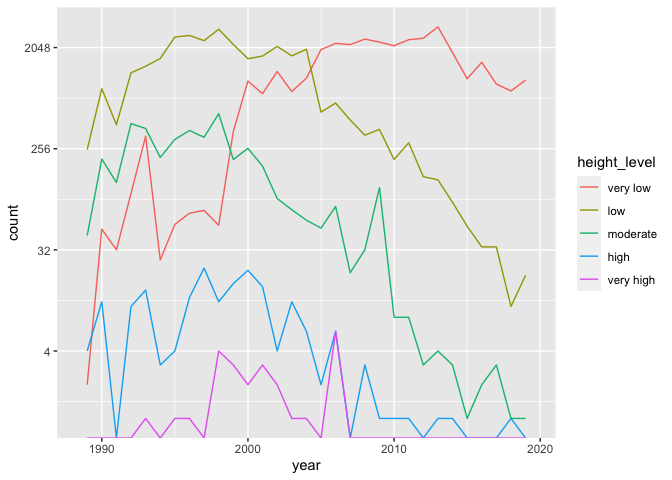 2048
256
32
4
count
1990
2000
2010
2020
year
height_level
very low
low
moderate
high
very high